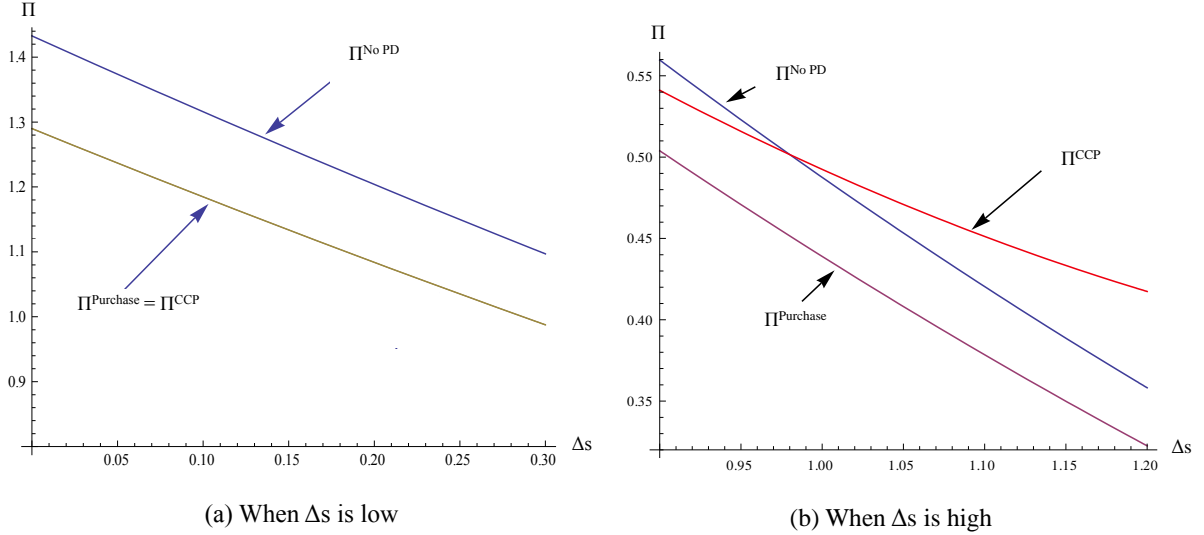 Π
1.4
1.3
1.2
1.1
1.0
0.9
0.05 0.10 0.15 0.20 0.25 0.30 Δs
Π^No PD
Π^Purchase = Π^CCP
(a) When Δs is low
Π
0.55
0.50
0.45
0.40
0.35
0.95 1.00 1.05 1.10 1.15 1.20 Δs
Π^No PD
Π^CCP
Π^Purchase
(b) When Δs is high